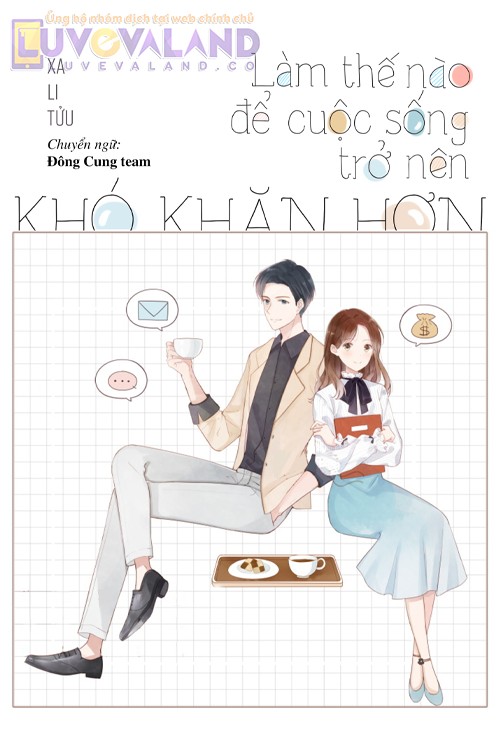 Ủng hộ nhóm dịch tại web chính chủ
LUVEVALAND
LUVEVALAND.CO
XA
LI
TỬU
Chuyển ngữ:
Đông Cung team
Làm thế nào
để cuộc sống
trở nên
KHÓ KHĂN HƠN
$